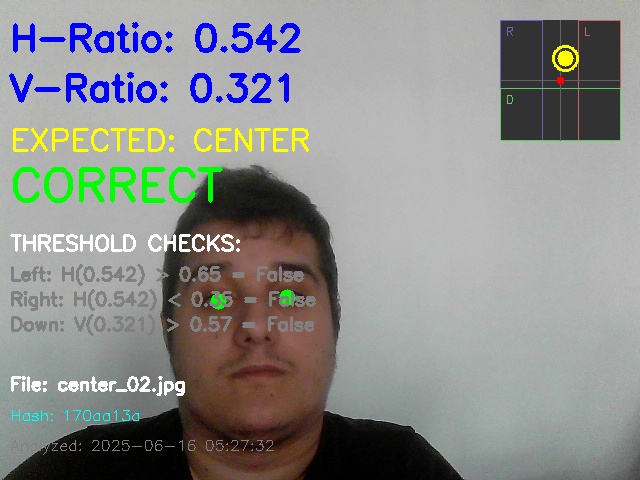 H-Ratio: 0.542
V-Ratio: 0.321
EXPECTED: CENTER
CORRECT
THRESHOLD CHECKS:
Left: H(0.542) > 0.65 = False
Right: H(0.542) < 0.35 = False
Down: V(0.321) > 0.57 = False
File: center_02.jpg
Hash: 170aa13a
Analyzed: 2025-06-16 05:27:32
R L
D